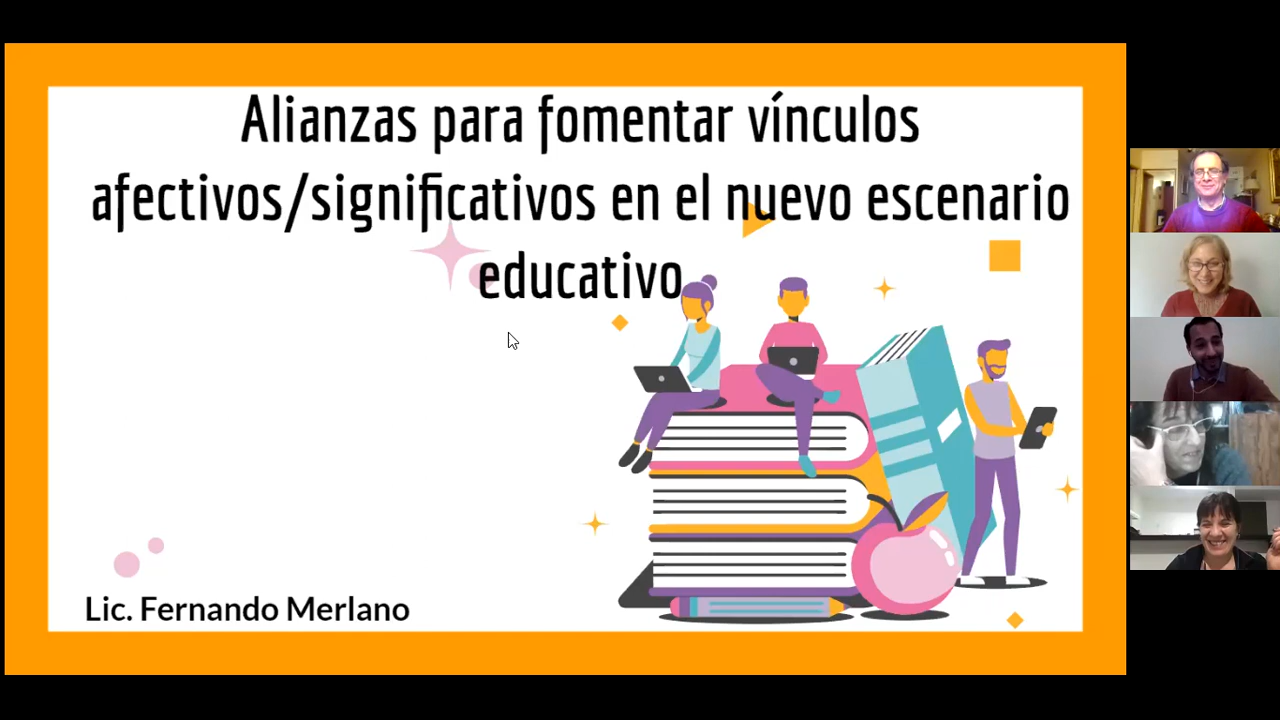 Alianzas para fomentar vínculos
afectivos/significativos en el nuevo escenario
educativo
Lic. Fernando Merlano